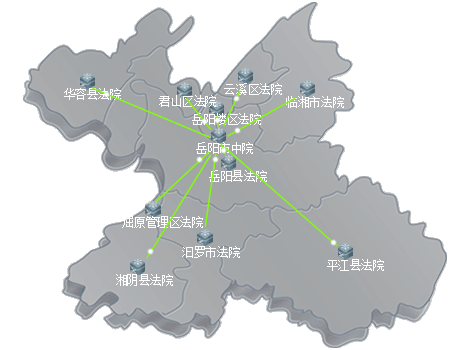 华容县法院
云溪区法院
君山区法院
临湘市法院
岳阳楼区法院
岳阳市中院
岳阳县法院
屈原管理区法院
汨罗市法院
平江县法院
湘阴县法院